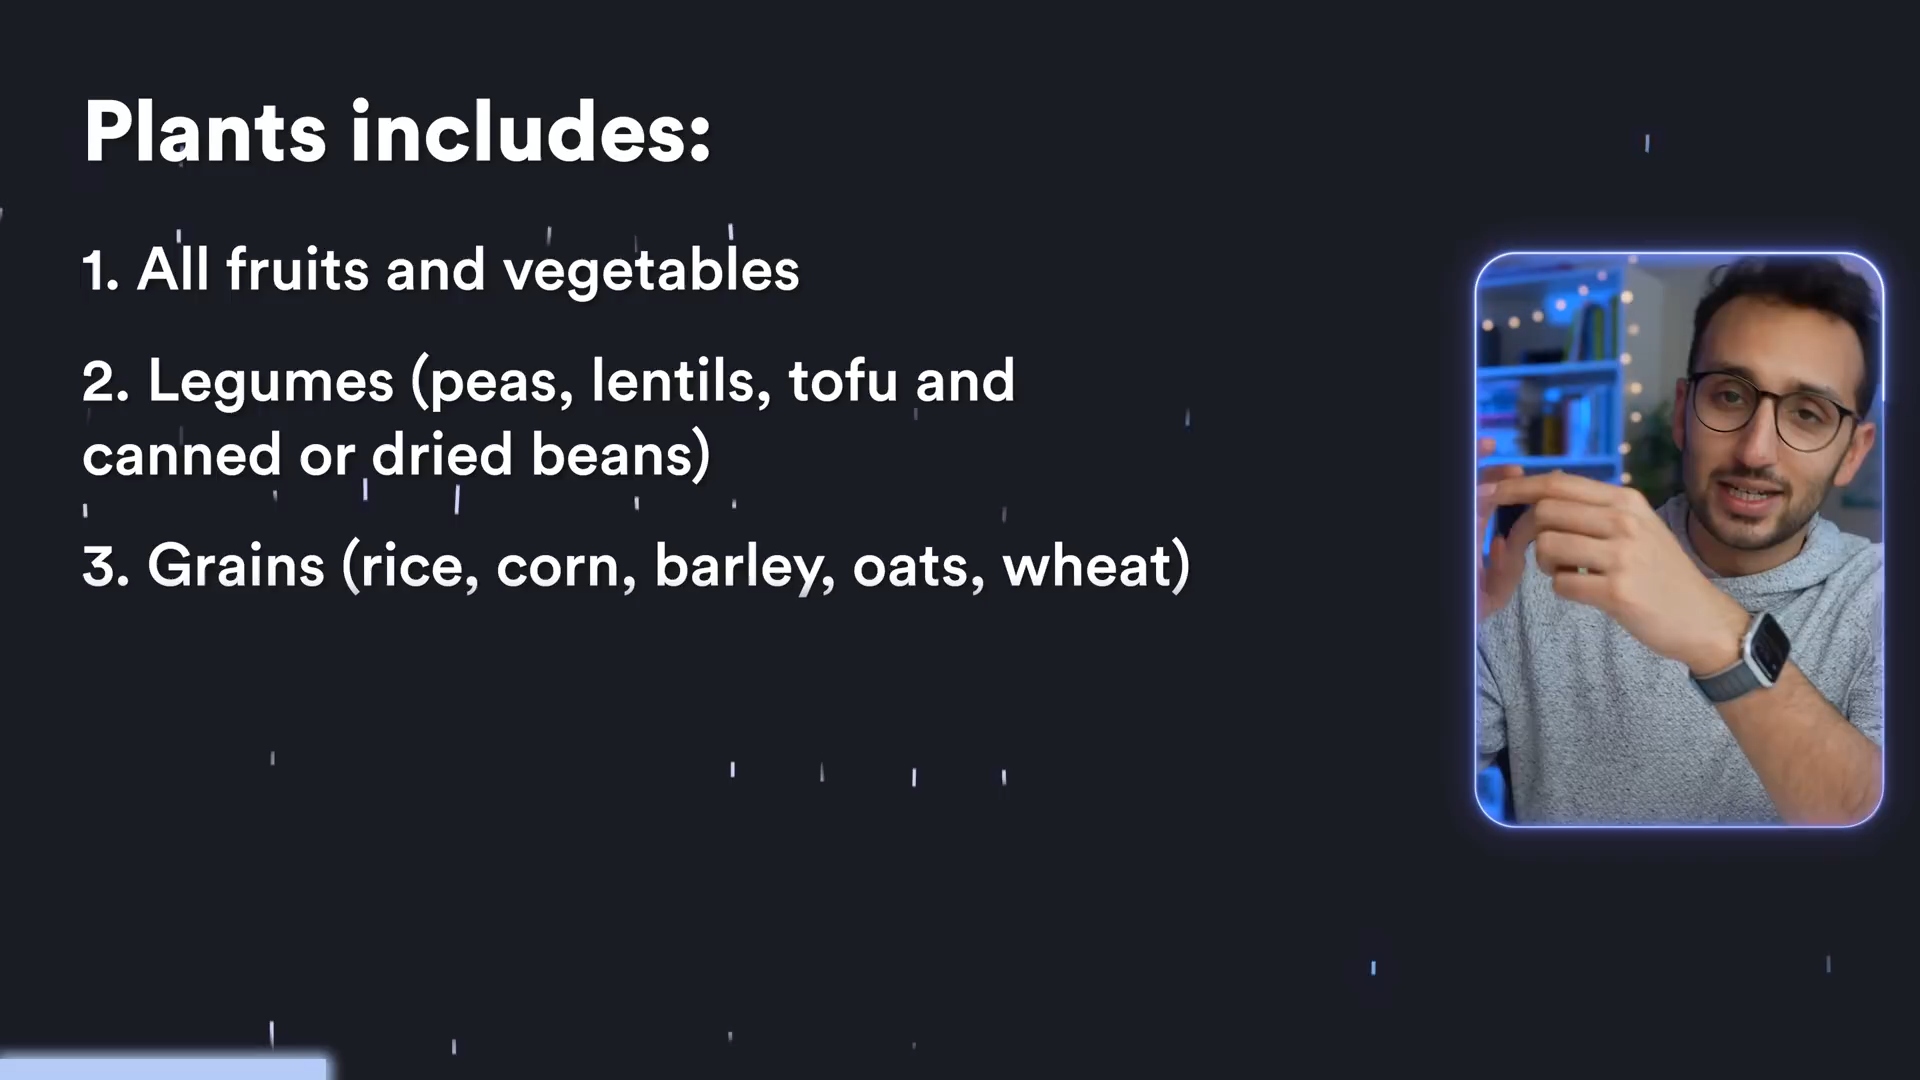 Plants includes:
1. All fruits and vegetables
2. Legumes (peas, lentils, tofu and
canned or dried beans)
3. Grains (rice, corn, barley, oats, wheat)